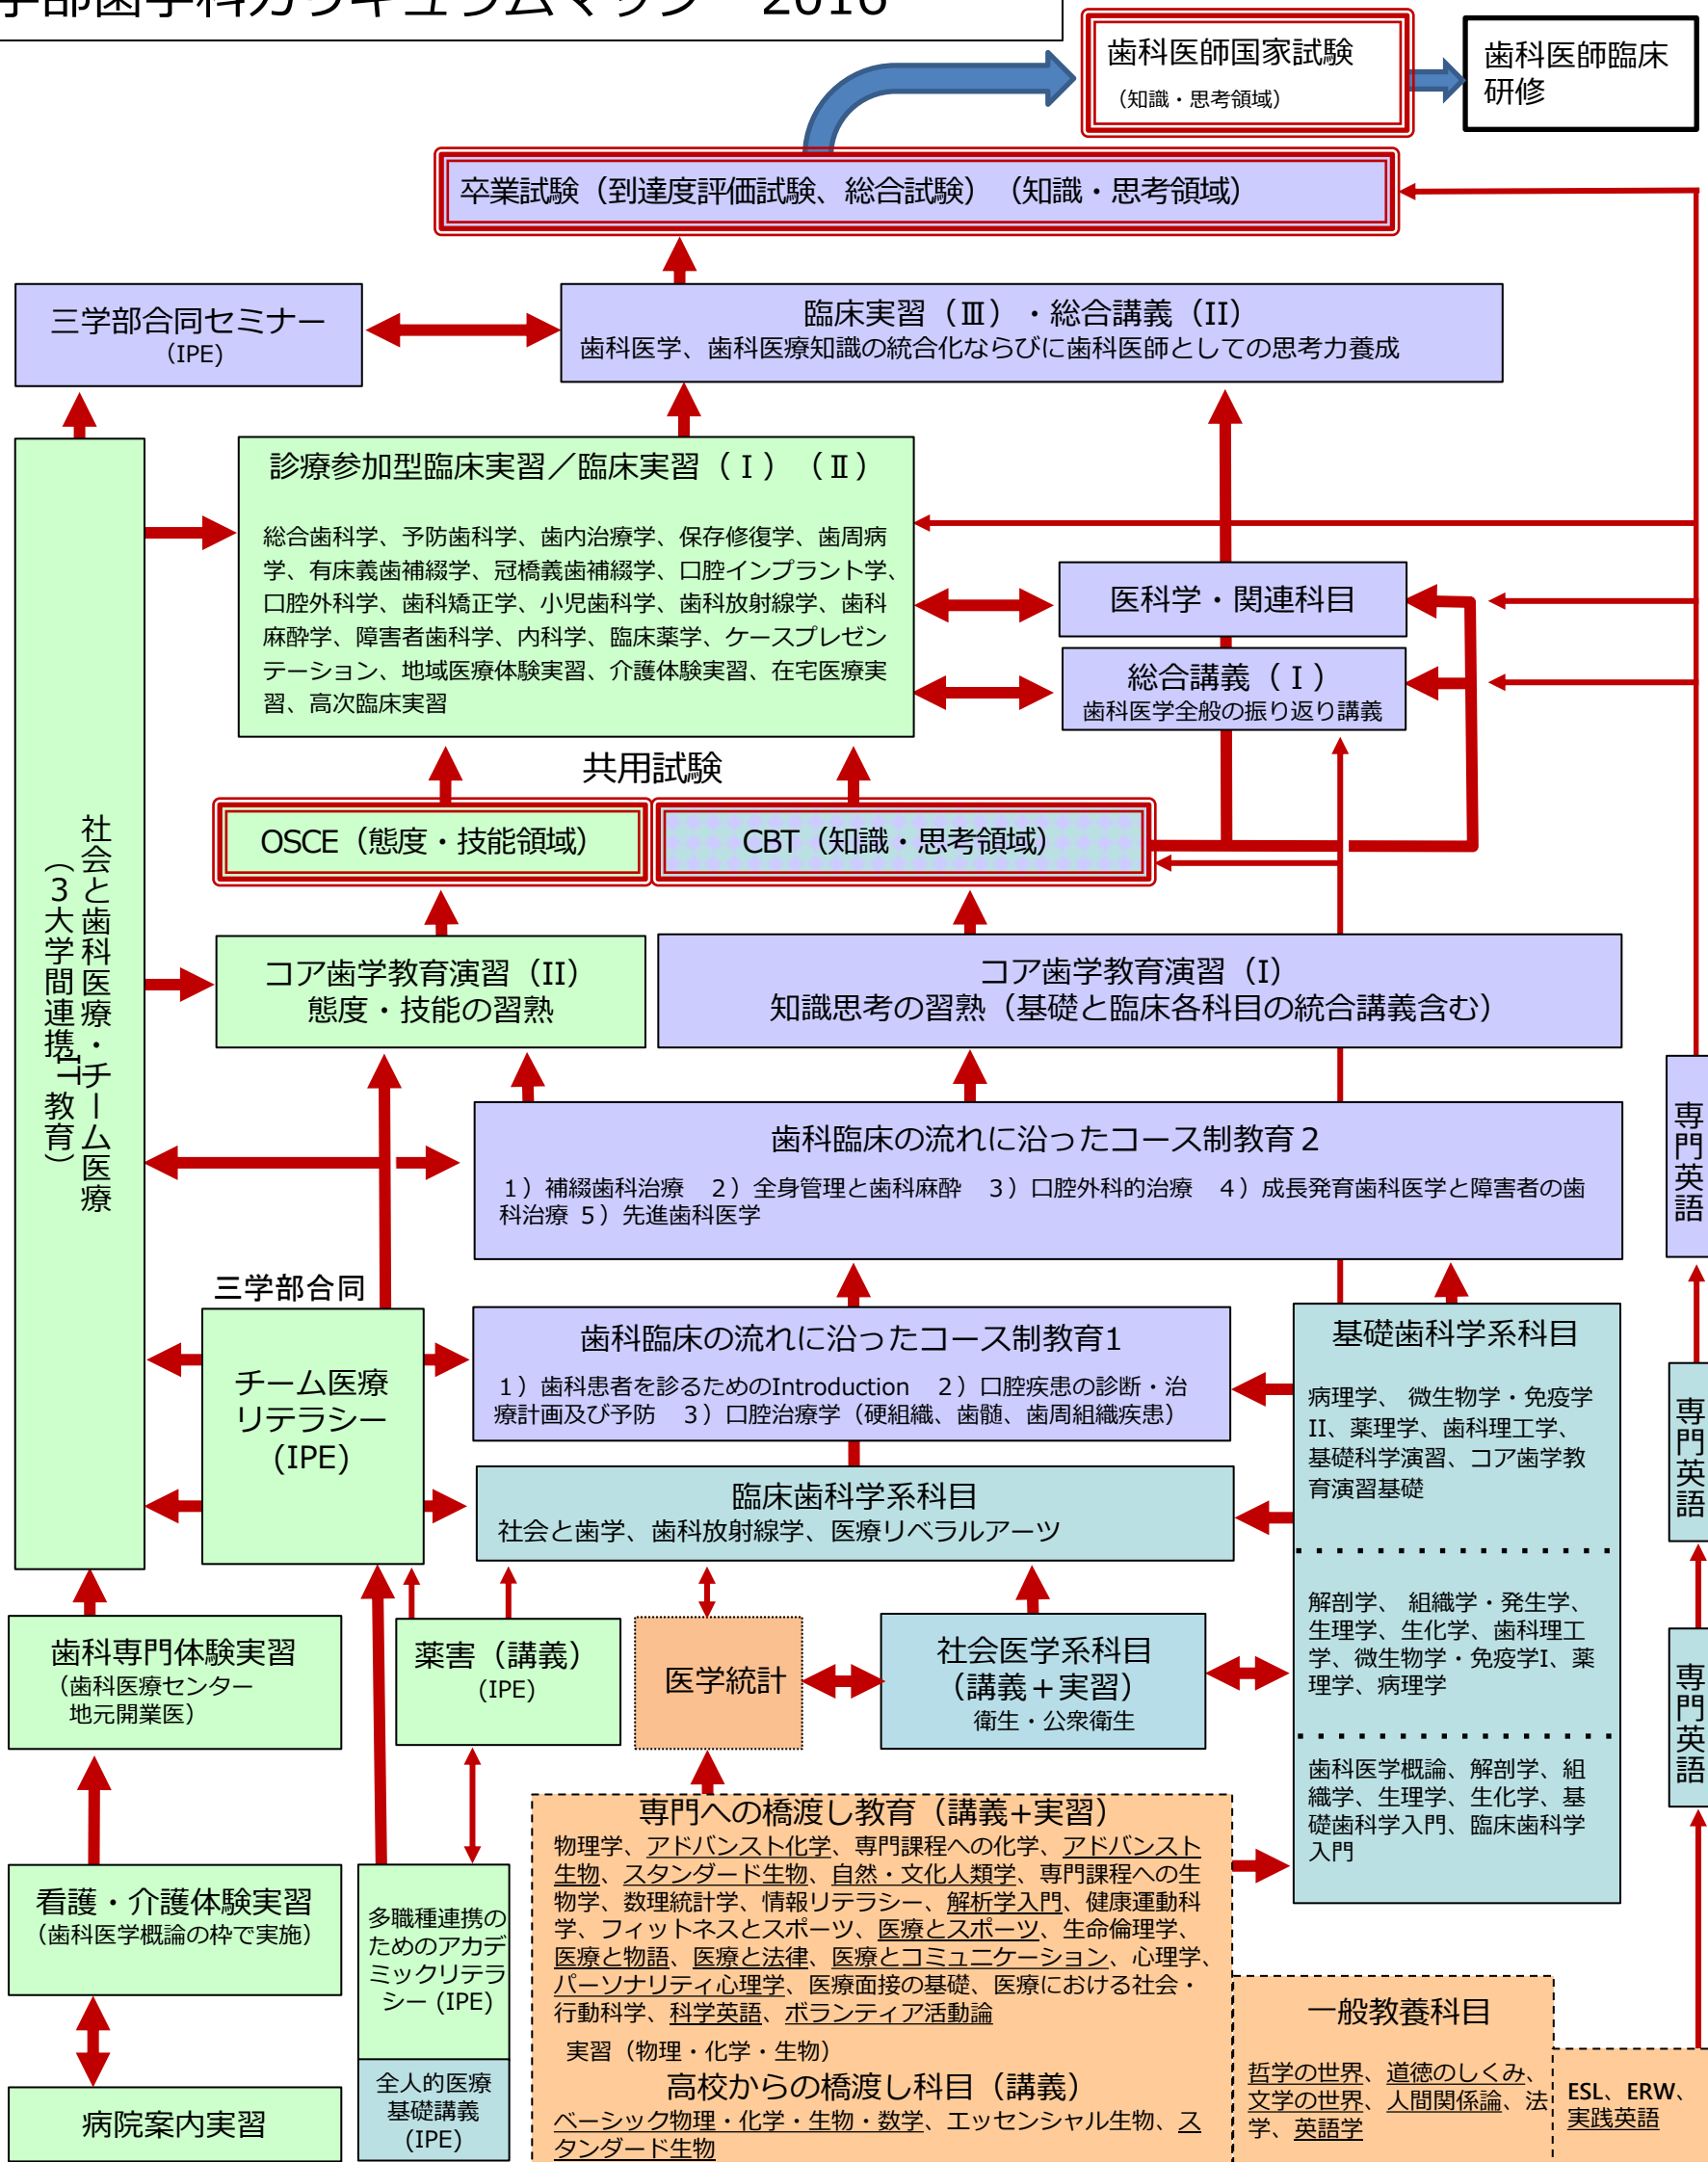 学部歯学科カリキュラムマップ 2016
歯科医師国家試験
（知識・思考領域）
歯科医師臨床
研修
卒業試験（到達度評価試験、総合試験）（知識・思考領域）
三学部合同セミナー
（IPE)
臨床実習（Ⅲ）・総合講義（II）
歯科医学、歯科医療知識の統合化ならびに歯科医師としての思考力養成
診療参加型臨床実習／臨床実習（Ⅰ）（Ⅱ）
総合歯科学、予防歯科学、歯内治療学、保存修復学、歯周病
学、有床義歯補綴学、冠橋義歯補綴学、口腔インプラント学、
口腔外科学、歯科矯正学、小児歯科学、歯科放射線学、歯科
麻酔学、障害者歯科学、内科学、臨床薬学、ケースプレゼン
テーション、地域医療体験実習、介護体験実習、在宅医療実
習、高次臨床実習
医科学・関連科目
総合講義（Ⅰ）
歯科医学全般の振り返り講義
共用試験
OSCE（態度・技能領域）
CBT（知識・思考領域）
社会と歯科医療・チーム医療
（３大学間連携IT教育）
コア歯学教育演習（II）
態度・技能の習熟
コア歯学教育演習（I）
知識思考の習熟（基礎と臨床各科目の統合講義含む）
歯科臨床の流れに沿ったコース制教育２
１）補綴歯科治療 ２）全身管理と歯科麻酔 ３）口腔外科的治療 ４）成長発育歯科医学と障害者の歯
科治療 ５）先進歯科医学
専門英語
三学部合同
チーム医療
リテラシー
(IPE)
歯科臨床の流れに沿ったコース制教育1
１）歯科患者を診るためのIntroduction ２）口腔疾患の診断・治
療計画及び予防 ３）口腔治療学（硬組織、歯髄、歯周組織疾患）
臨床歯科学系科目
社会と歯学、歯科放射線学、医療リベラルアーツ
基礎歯科学系科目
病理学、 微生物学・免疫学
II、薬理学、歯科理工学、
基礎科学演習、コア歯学教
育演習基礎
解剖学、 組織学・発生学、
生理学、生化学、歯科理工
学、微生物学・免疫学I、薬
理学、病理学
歯科医学概論、解剖学、組
織学、生理学、生化学、基
礎歯科学入門、臨床歯科学
入門
専門英語
専門英語
歯科専門体験実習
（歯科医療センター
地元開業医）
薬害（講義）
(IPE)
医学統計
社会医学系科目
（講義＋実習）
衛生・公衆衛生
看護・介護体験実習
（歯科医学概論の枠で実施）
病院案内実習
多職種連携の
ためのアカデ
ミックリテラ
シー (IPE)
全人的医療
基礎講義
(IPE)
専門への橋渡し教育（講義+実習）
物理学、アドバンスト化学、専門課程への化学、アドバンスト
生物、スタンダード生物、自然・文化人類学、専門課程への生
物学、数理統計学、情報リテラシー、解析学入門、健康運動科
学、フィットネスとスポーツ、医療とスポーツ、生命倫理学、
医療と物語、医療と法律、医療とコミュニケーション、心理学、
パーソナリティ心理学、医療面接の基礎、医療における社会・
行動科学、科学英語、ボランティア活動論
実習（物理・化学・生物）
高校からの橋渡し科目（講義）
ベーシック物理・化学・生物・数学、エッセンシャル生物、ス
タンダード生物
一般教養科目
哲学の世界、道徳のしくみ、
文学の世界、人間関係論、法
学、英語学
ESL、ERW、
実践英語